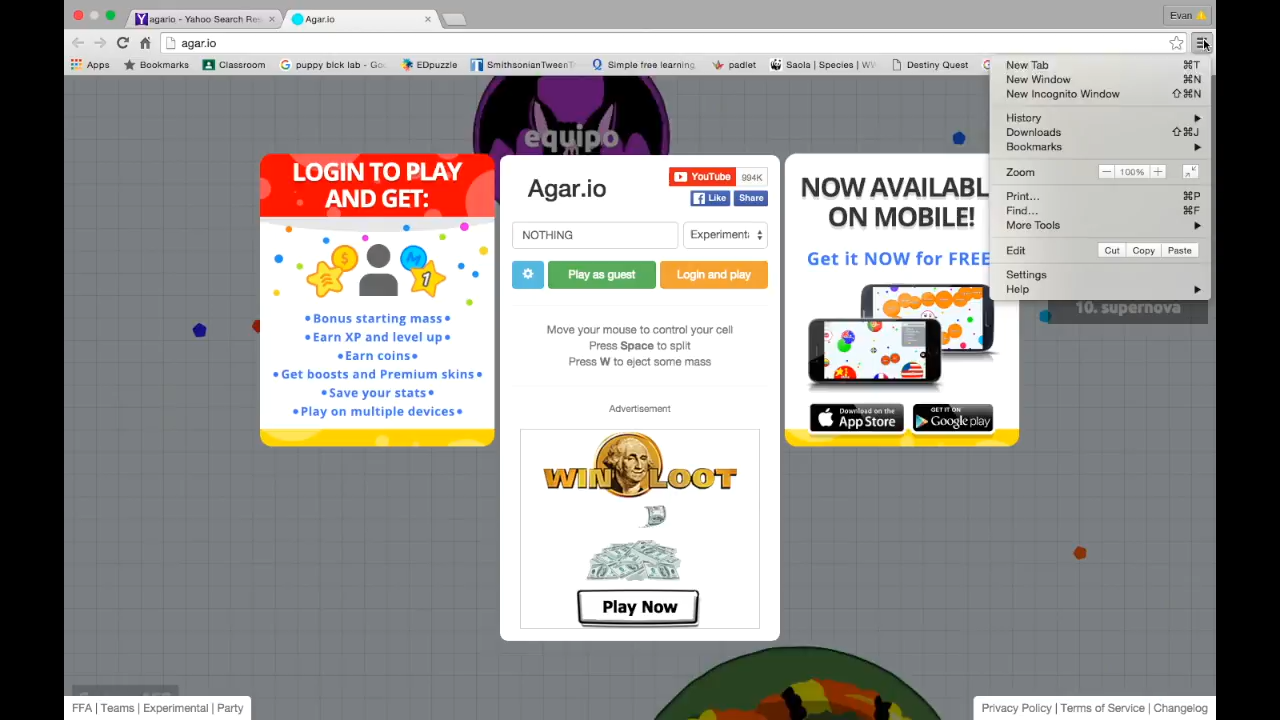 agario - Yahoo Search Res
Agar.io
Evan
agar.io
Apps
Bookmarks
Classroom
puppy blck lab - Goo
EDpuzzle
SmithsonianTweenT
Simple free learning
padlet
Saola | Species | WW
Destiny Quest
New Tab ⌘T
New Window ⌘N
New Incognito Window ⇧⌘N
History
Downloads ⇧⌘J
Bookmarks
Zoom − 100% +
Print... ⌘P
Find... ⌘F
More Tools
Edit Cut Copy Paste
Settings
Help
equipo
LOGIN TO PLAY
AND GET:
•Bonus starting mass•
•Earn XP and level up•
•Earn coins•
•Get boosts and Premium skins•
•Save your stats•
•Play on multiple devices•
Agar.io
YouTube 994K
Like Share
NOTHING
Experimenta
Play as guest
Login and play
Move your mouse to control your cell
Press Space to split
Press W to eject some mass
Advertisement
WIN LOOT
Play Now
NOW AVAILABL
ON MOBILE!
Get it NOW for FREE
Download on the
App Store
GET IT ON
Google play
10. supernova
FFA | Teams | Experimental | Party
Privacy Policy | Terms of Service | Changelog